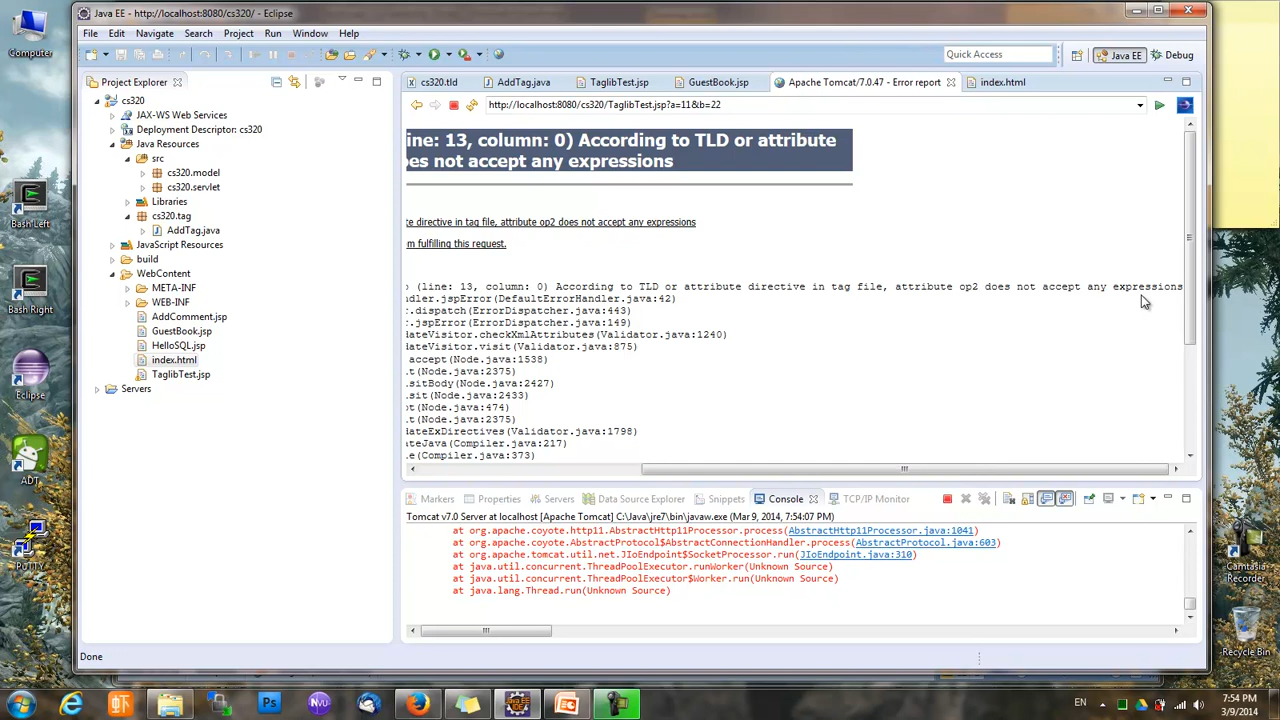 Java EE - http://localhost:8080/cs320/ - Eclipse
File Edit Navigate Search Project Run Window Help
Quick Access
Java EE
Debug
Project Explorer
cs320
JAX-WS Web Services
Deployment Descriptor: cs320
Java Resources
src
cs320.model
cs320.servlet
Libraries
cs320.tag
AddTag.java
JavaScript Resources
build
WebContent
META-INF
WEB-INF
AddComment.jsp
GuestBook.jsp
HelloSQL.jsp
index.html
TaglibTest.jsp
Servers
cs320.tld AddTag.java TaglibTest.jsp GuestBook.jsp Apache Tomcat/7.0.47 - Error report index.html
http://localhost:8080/cs320/TaglibTest.jsp?a=11&b=22
line: 13, column: 0) According to TLD or attribute
oes not accept any expressions
te directive in tag file, attribute op2 does not accept any expressions
m fulfilling this request.
(line: 13, column: 0) According to TLD or attribute directive in tag file, attribute op2 does not accept any expressions
dler.jspError(DefaultErrorHandler.java:42)
.dispatch(ErrorDispatcher.java:443)
.jspError(ErrorDispatcher.java:149)
ateVisitor.checkXmlAttributes(Validator.java:1240)
ateVisitor.visit(Validator.java:875)
accept(Node.java:1538)
t(Node.java:2375)
sitBody(Node.java:2427)
sit(Node.java:2433)
pt(Node.java:474)
t(Node.java:2375)
ateExDirectives(Validator.java:1798)
ateJava(Compiler.java:217)
e(Compiler.java:373)
Markers Properties Servers Data Source Explorer Snippets Console TCP/IP Monitor
Tomcat v7.0 Server at localhost [Apache Tomcat] C:\Java\jre7\bin\javaw.exe (Mar 9, 2014, 7:54:07 PM)
at org.apache.coyote.http11.AbstractHttp11Processor.process(AbstractHttp11Processor.java:1041)
at org.apache.coyote.AbstractProtocol$AbstractConnectionHandler.process(AbstractProtocol.java:603)
at org.apache.tomcat.util.net.JIoEndpoint$SocketProcessor.run(JIoEndpoint.java:310)
at java.util.concurrent.ThreadPoolExecutor.runWorker(Unknown Source)
at java.util.concurrent.ThreadPoolExecutor$Worker.run(Unknown Source)
at java.lang.Thread.run(Unknown Source)
Done
Computer
Bash Left
Bash Right
Eclipse
ADT
PuTTY
Camtasia
Recorder
Recycle Bin
EN
7:54 PM
3/9/2014